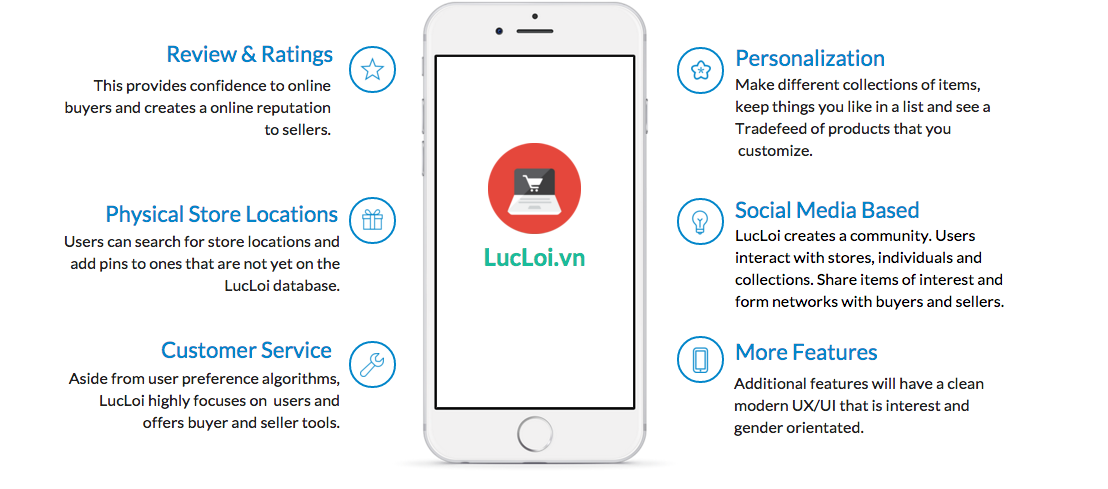 Review & Ratings
This provides confidence to online
buyers and creates a online reputation
to sellers.
Physical Store Locations
Users can search for store locations and
add pins to ones that are not yet on the
LucLoi database.
Customer Service
Aside from user preference algorithms,
LucLoi highly focuses on users and
offers buyer and seller tools.
LucLoi.vn
Personalization
Make different collections of items,
keep things you like in a list and see a
Tradefeed of products that you
customize.
Social Media Based
LucLoi creates a community. Users
interact with stores, individuals and
collections. Share items of interest and
form networks with buyers and sellers.
More Features
Additional features will have a clean
modern UX/UI that is interest and
gender orientated.